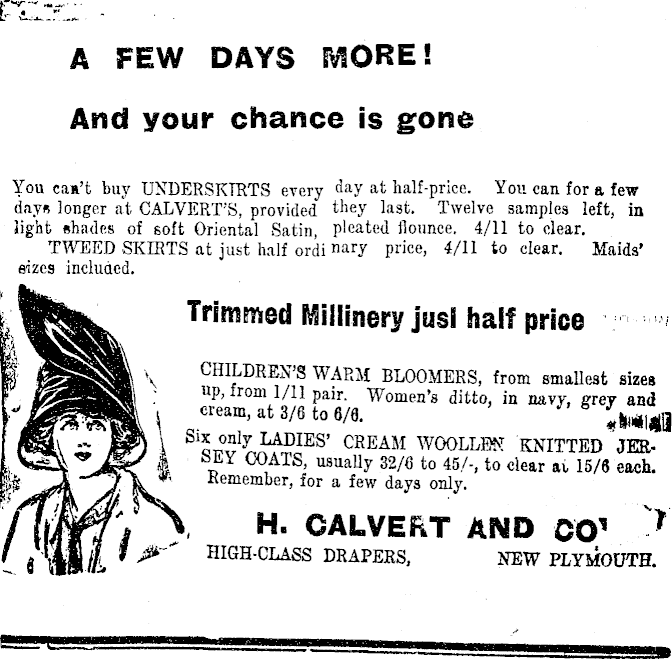 A FEW DAYS MORE!
And your chance is gone
You can't buy UNDERSKIRTS every day at half-price. You can for a few
days longer at CALVERT'S, provided they last. Twelve samples left, in
light shades of soft Oriental Satin, pleated flounce. 4/11 to clear.
TWEED SKIRTS at just half ordi nary price, 4/11 to clear. Maids'
sizes included.
Trimmed Millinery just half price
CHILDREN'S WARM BLOOMERS, from smallest sizes
up, from 1/11 pair. Women's ditto, in navy, grey and
cream, at 3/6 to 6/6.
Six only LADIES' CREAM WOOLLEN KNITTED JER-
SEY COATS, usually 32/6 to 45/-, to clear at 15/6 each.
Remember, for a few days only.
H. CALVERT AND CO'Y
HIGH-CLASS DRAPERS, NEW PLYMOUTH.